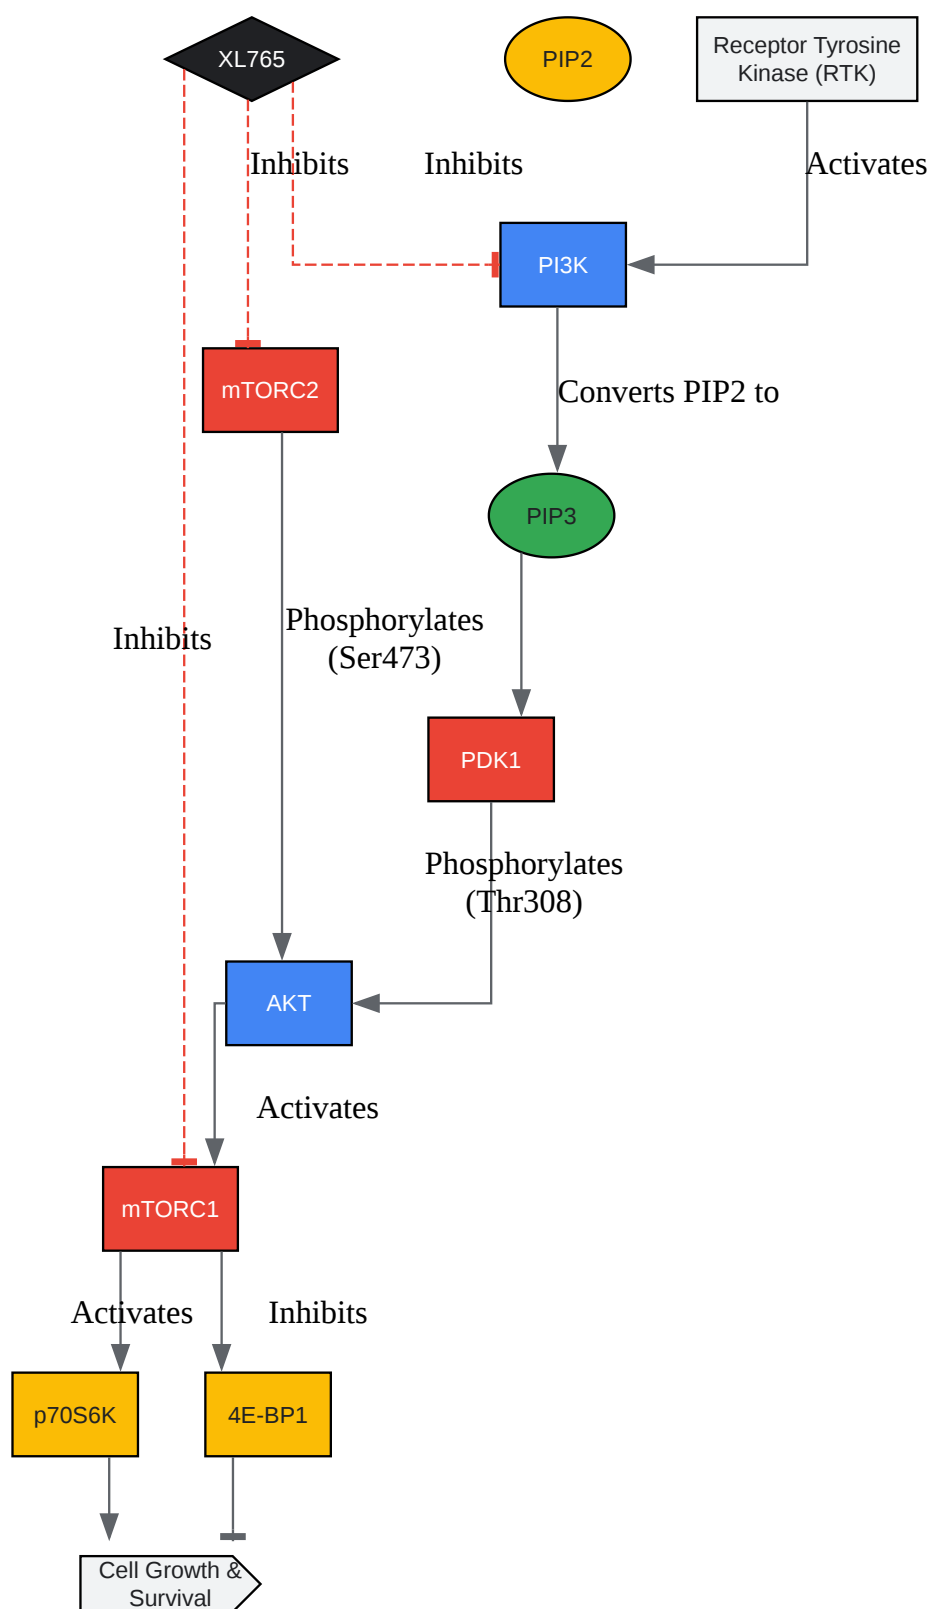 XL765
PIP2
Receptor Tyrosine
Kinase (RTK)
Inhibits
Inhibits
Activates
PI3K
mTORC2
Converts PIP2 to
PIP3
Inhibits
Phosphorylates
(Ser473)
PDK1
Phosphorylates
(Thr308)
AKT
Activates
mTORC1
Activates
Inhibits
p70S6K
4E-BP1
Cell Growth &
Survival